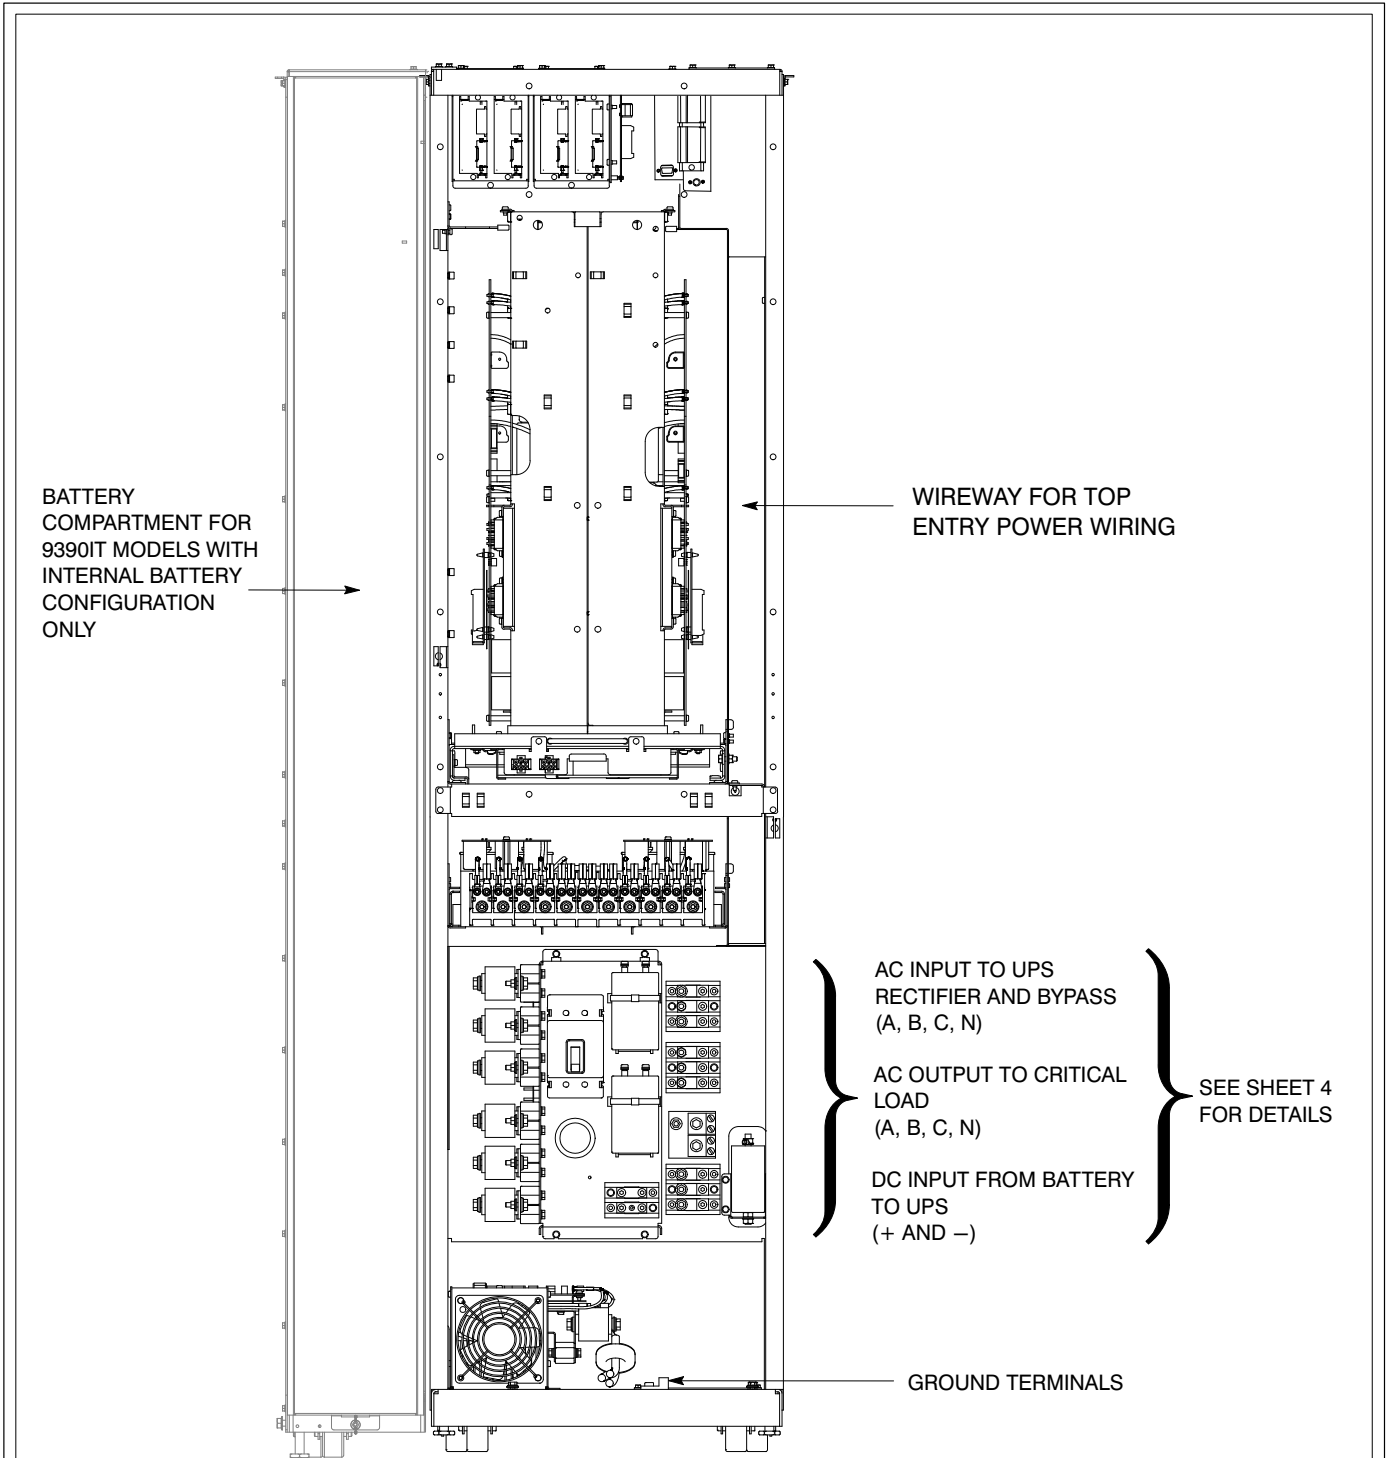 BATTERY
COMPARTMENT FOR
9390IT MODELS WITH
INTERNAL BATTERY
CONFIGURATION
ONLY
WIREWAY FOR TOP
ENTRY POWER WIRING
AC INPUT TO UPS
RECTIFIER AND BYPASS
(A, B, C, N)
AC OUTPUT TO CRITICAL
LOAD
(A, B, C, N)
DC INPUT FROM BATTERY
TO UPS
(+ AND −)
SEE SHEET 4
FOR DETAILS
GROUND TERMINALS